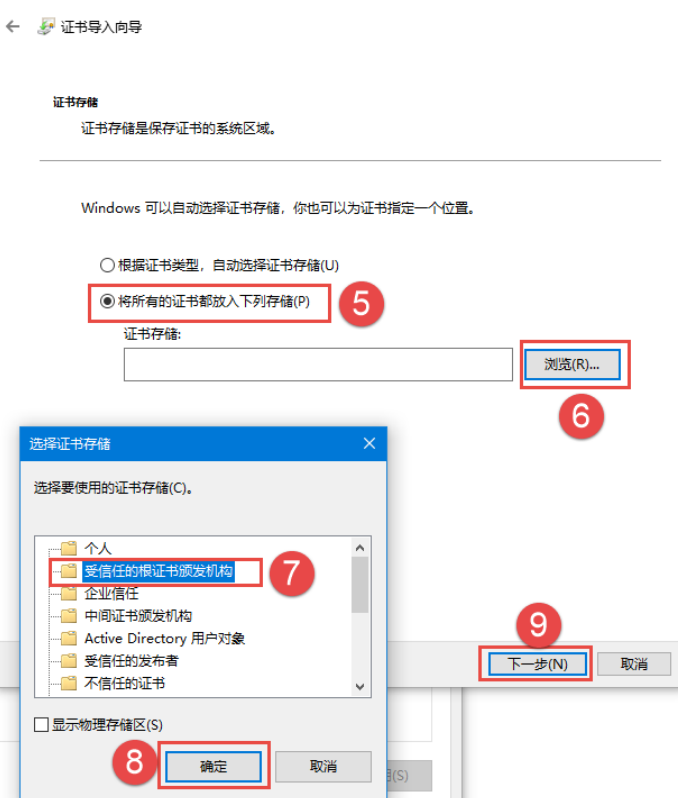 证书导入向导
证书存储
证书存储是保存证书的系统区域。
Windows 可以自动选择证书存储，你也可以为证书指定一个位置。
根据证书类型，自动选择证书存储(U)
将所有的证书都放入下列存储(P)
5
证书存储:
浏览(R)...
6
选择证书存储
选择要使用的证书存储(C)。
个人
受信任的根证书颁发机构
7
企业信任
中间证书颁发机构
Active Directory 用户对象
受信任的发布者
不信任的证书
9
下一步(N)
取消
显示物理存储区(S)
8
确定
取消
(S)